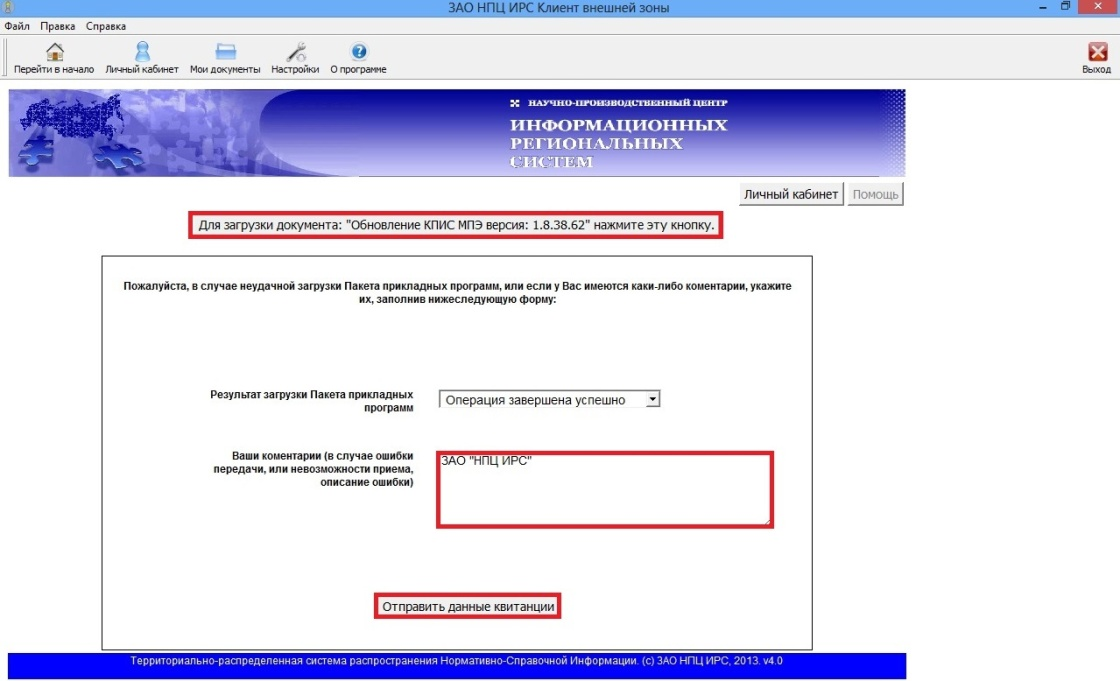 ЗАО НПЦ ИРС Клиент внешней зоны
Файл Правка Справка
Перейти в начало Личный кабинет Мои документы Настройки О программе Выход
НАУЧНО-ПРОИЗВОДСТВЕННЫЙ ЦЕНТР
ИНФОРМАЦИОННЫХ
РЕГИОНАЛЬНЫХ
СИСТЕМ
Личный кабинет Помощь
Для загрузки документа: "Обновление КПИС МПЭ версия: 1.8.38.62" нажмите эту кнопку.
Пожалуйста, в случае неудачной загрузки Пакета прикладных программ, или если у Вас имеются каки-либо коментарии, укажите
их, заполнив нижеследующую форму:
Результат загрузки Пакета прикладных
программ
Операция завершена успешно
Ваши коментарии (в случае ошибки
передачи, или невозможности приема,
описание ошибки)
ЗАО "НПЦ ИРС"
Отправить данные квитанции
Территориально-распределенная система распространения Нормативно-Справочной Информации. (c) ЗАО НПЦ ИРС, 2013. v4.0